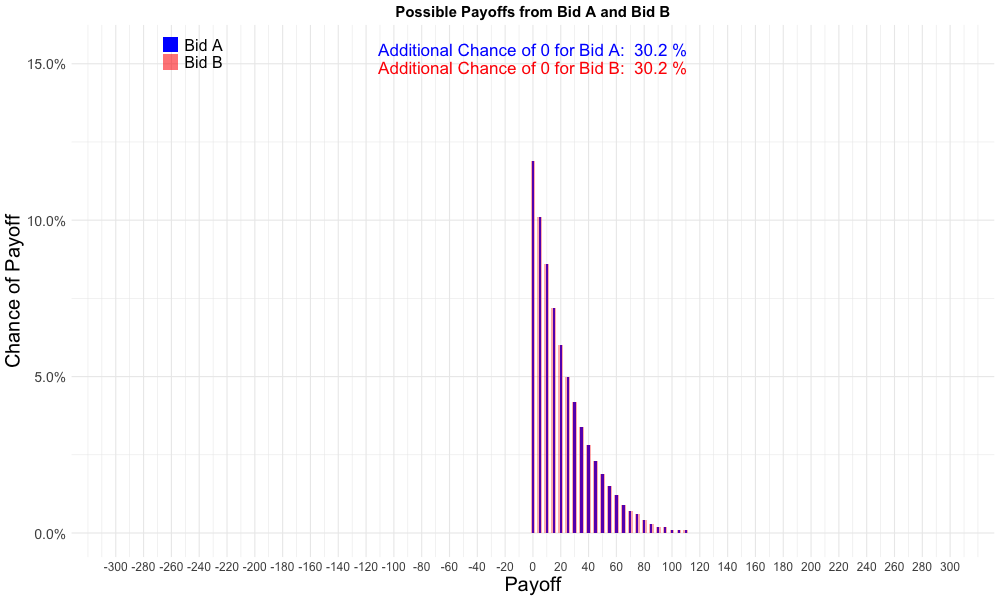 Possible Payoffs from Bid A and Bid B
Bid A
Bid B
Additional Chance of 0 for Bid A:  30.2 %
Additional Chance of 0 for Bid B:  30.2 %
Chance of Payoff
15.0%
10.0%
5.0%
0.0%
-300 -280 -260 -240 -220 -200 -180 -160 -140 -120 -100 -80 -60 -40 -20 0 20 40 60 80 100 120 140 160 180 200 220 240 260 280 300
Payoff